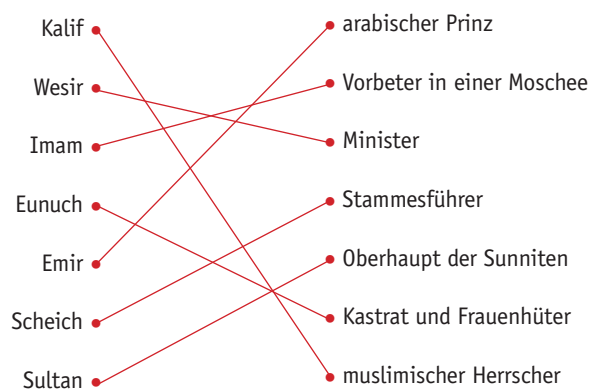 Kalif
Wesir
Imam
Eunuch
Emir
Scheich
Sultan
arabischer Prinz
Vorbeter in einer Moschee
Minister
Stammesführer
Oberhaupt der Sunniten
Kastrat und Frauenhüter
muslimischer Herrscher